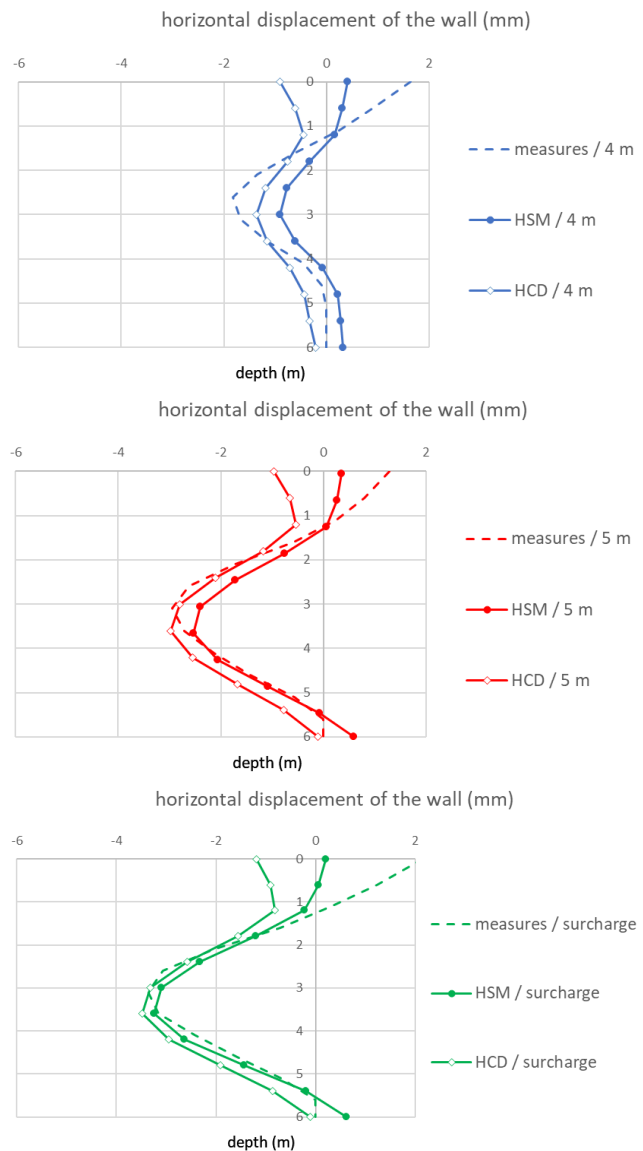 horizontal displacement of the wall (mm)
-6 -4 -2 0 2
0
1
2
3
4
5
6
measures / 4 m
HSM / 4 m
HCD / 4 m
depth (m)
horizontal displacement of the wall (mm)
-6 -4 -2 0 2
0
1
2
3
4
5
6
measures / 5 m
HSM / 5 m
HCD / 5 m
depth (m)
horizontal displacement of the wall (mm)
-6 -4 -2 0 2
0
1
2
3
4
5
6
measures / surcharge
HSM / surcharge
HCD / surcharge
depth (m)